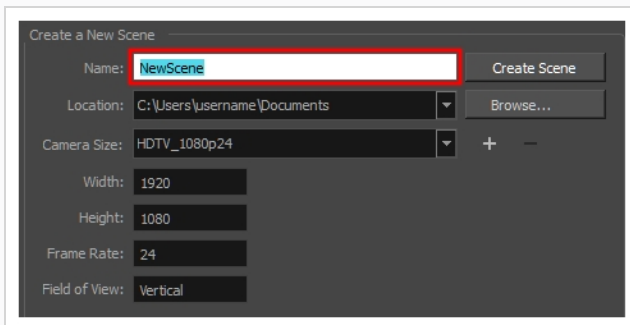 Create a New Scene
Name: NewScene Create Scene
Location: C:\Users\username\Documents Browse...
Camera Size: HDTV_1080p24
Width: 1920
Height: 1080
Frame Rate: 24
Field of View: Vertical